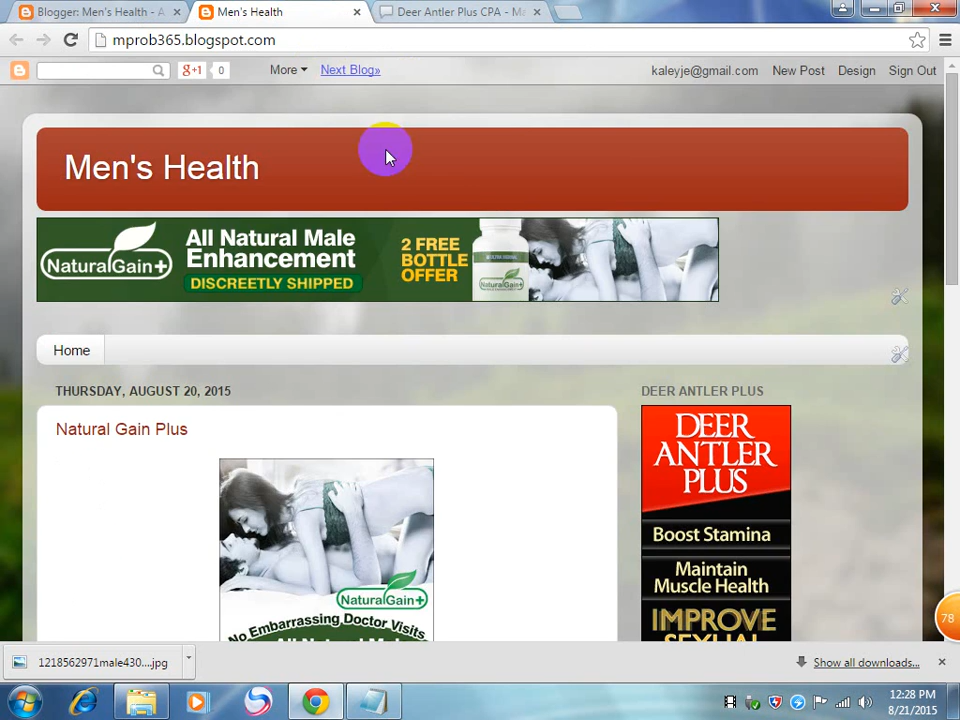 Blogger: Men's Health - A
Men's Health
Deer Antler Plus CPA - Ma
mprob365.blogspot.com
g+1 0 More Next Blog» kaleyje@gmail.com New Post Design Sign Out
Men's Health
NaturalGain+
All Natural Male
Enhancement
DISCREETLY SHIPPED
2 FREE
BOTTLE
OFFER
NaturalGain+
Home
THURSDAY, AUGUST 20, 2015
Natural Gain Plus
NaturalGain+
No Embarrassing Doctor Visits
DEER ANTLER PLUS
DEER
ANTLER
PLUS
Boost Stamina
Maintain
Muscle Health
IMPROVE
78
1218562971male430....jpg
Show all downloads...
12:28 PM
8/21/2015